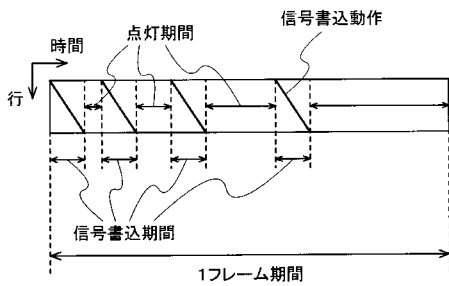 信号書込動作
点灯期間
時間
行
信号書込期間
1フレーム期間